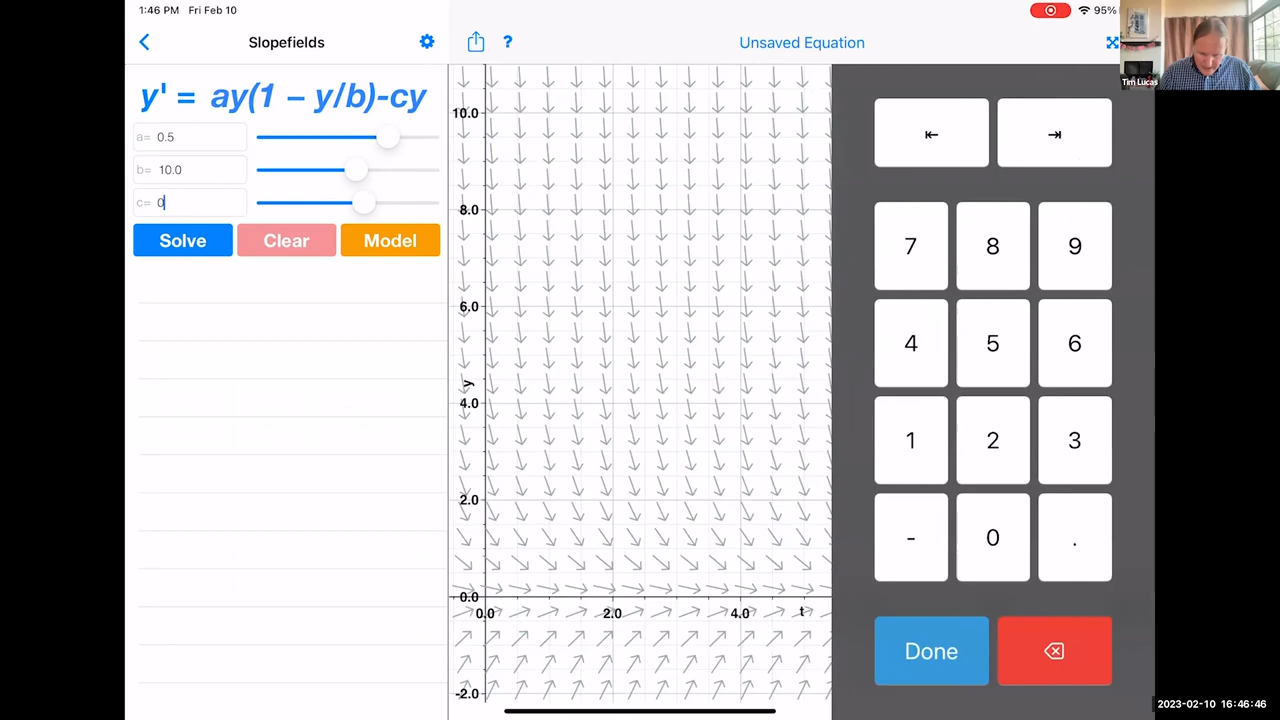 1:46 PM Fri Feb 10
95%
Slopefields
?
Unsaved Equation
Tim Lucas
y' = ay(1 − y/b)-cy
a= 0.5
b= 10.0
c= 0
Solve Clear Model
10.0
8.0
6.0
y
4.0
2.0
0.0
0.0 2.0 4.0 t
-2.0
7 8 9
4 5 6
1 2 3
- 0 .
Done
2023-02-10 16:46:46